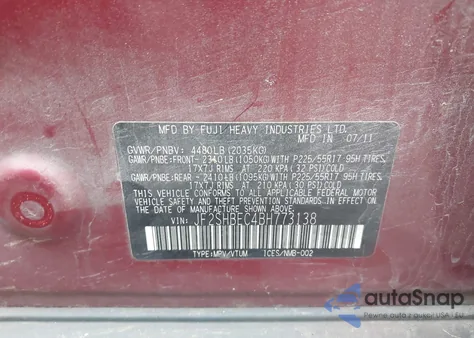 MFD BY-FUJI HEAVY INDUSTRIES LTD.
MFD IN 07/11
GVWR/PNBV: 4480LB(2035KG)
GAWR/PNBE:FRONT- 2310LB(1050KG)WITH P225/55R17 95H TIRES,
17X7J RIMS, AT 220 KPA(32 PSI)COLD
GAWR/PNBE:REAR -2410LB(1095KG)WITH P225/55R17 95H TIRES,
17X7J RIMS, AT 210 KPA(30 PSI)COLD
THIS VEHICLE CONFORMS TO ALL APPLICABLE FEDERAL MOTOR
VEHICLE SAFETY AND BUMPER STANDARDS IN EFFECT ON
THE DATE OF MANUFACTURE SHOWN ABOVE.
VIN: JF2SHBEC4BH773138
TYPE:MPV/VTUM ICES/NMB-002
autoSnap